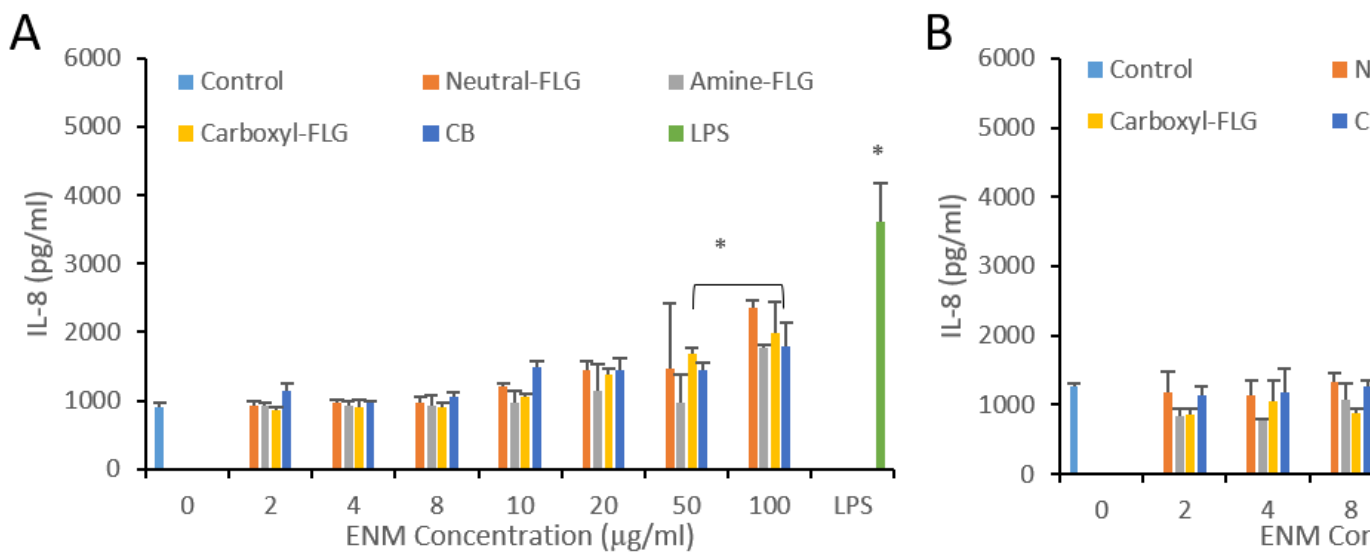 A
6000
5000
4000
3000
2000
1000
0
IL-8 (pg/ml)
Control
Neutral-FLG
Amine-FLG
Carboxyl-FLG
CB
LPS
*
*
0 2 4 8 10 20 50 100 LPS
ENM Concentration (μg/ml)
B
6000
5000
4000
3000
2000
1000
0
IL-8 (pg/ml)
Control
N
Carboxyl-FLG
C
0 2 4 8
ENM Con